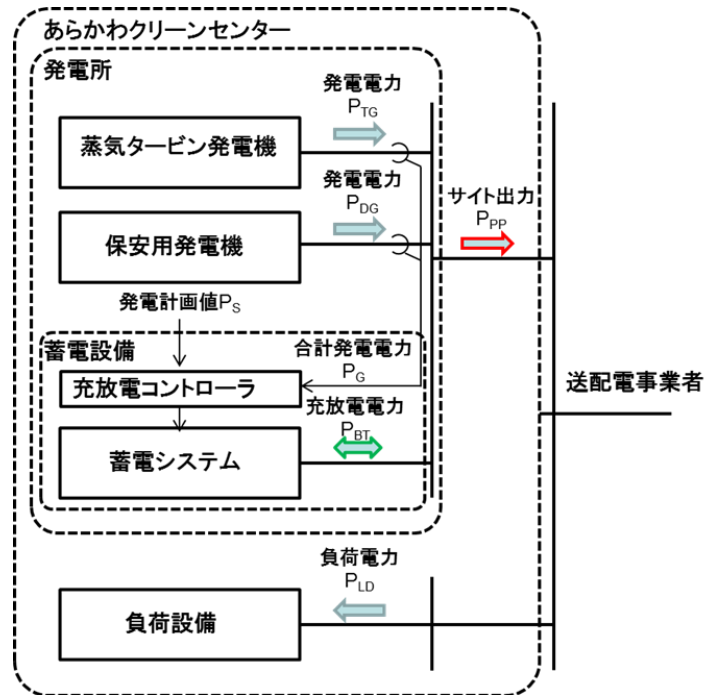 あらかわクリーンセンター
発電所
発電電力
PTG
蒸気タービン発電機
発電電力
PDG
サイト出力
PPP
保安用発電機
発電計画値PS
蓄電設備
合計発電電力
PG
充放電コントローラ
送配電事業者
充放電電力
PBT
蓄電システム
負荷電力
PLD
負荷設備